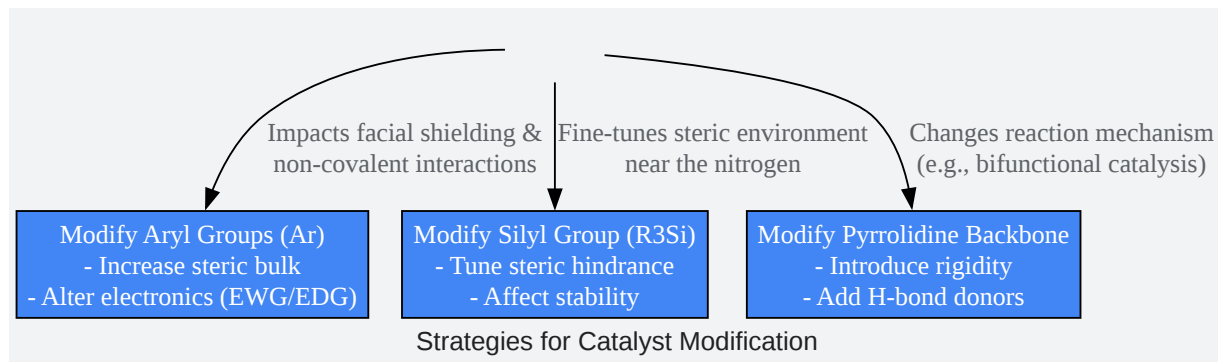 Impacts facial shielding &
non-covalent interactions
Fine-tunes steric environment
near the nitrogen
Changes reaction mechanism
(e.g., bifunctional catalysis)
Modify Aryl Groups (Ar)
- Increase steric bulk
- Alter electronics (EWG/EDG)
Modify Silyl Group (R3Si)
- Tune steric hindrance
- Affect stability
Modify Pyrrolidine Backbone
- Introduce rigidity
- Add H-bond donors
Strategies for Catalyst Modification